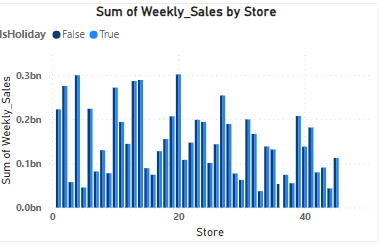 Sum of Weekly_Sales by Store
IsHoliday False True
0.3bn
0.2bn
0.1bn
0.0bn
Sum of Weekly_Sales
0 20 40
Store